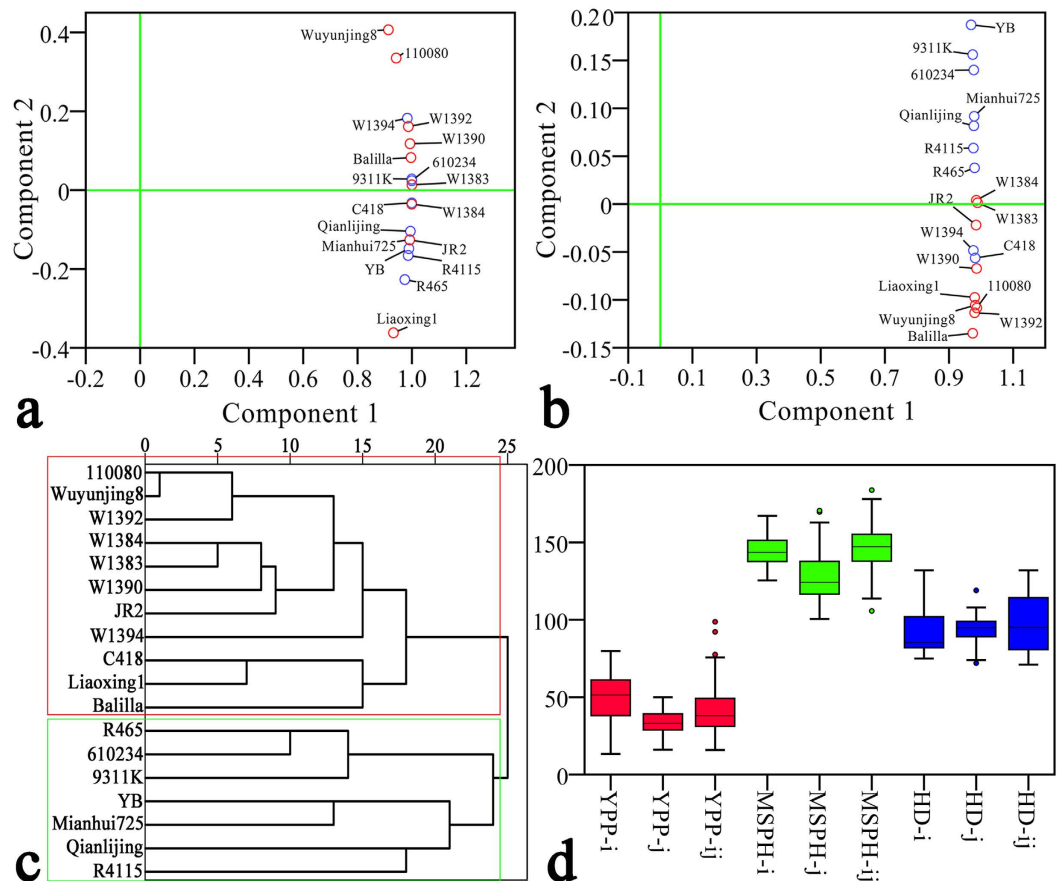 0.4
0.2
0
-0.2
-0.4
Component 2
Wuyunjing8
110080
W1394
W1392
W1390
Balilla
610234
9311K
W1383
C418
W1384
Qianlijing
Mianhui725
JR2
YB
R4115
R465
Liaoxing1
-0.2
0
0.2
0.4
0.6
0.8
1.0
1.2
Component 1
a
0.20
0.15
0.10
0.05
0
-0.05
-0.10
-0.15
Component 2
YB
9311K
610234
Mianhui725
Qianlijing
R4115
R465
W1384
JR2
W1383
W1394
C418
W1390
Liaoxing1
110080
Wuyunjing8
W1392
Balilla
-0.1
0.1
0.3
0.5
0.7
0.9
1.1
Component 1
b
0
5
10
15
20
25
110080
Wuyunjing8
W1392
W1384
W1383
W1390
JR2
W1394
C418
Liaoxing1
Balilla
R465
610234
9311K
YB
Mianhui725
Qianlijing
R4115
c
200
150
100
50
0
YPP-i
YPP-j
YPP-ij
MSPH-i
MSPH-j
MSPH-ij
HD-i
HD-j
HD-ij
d